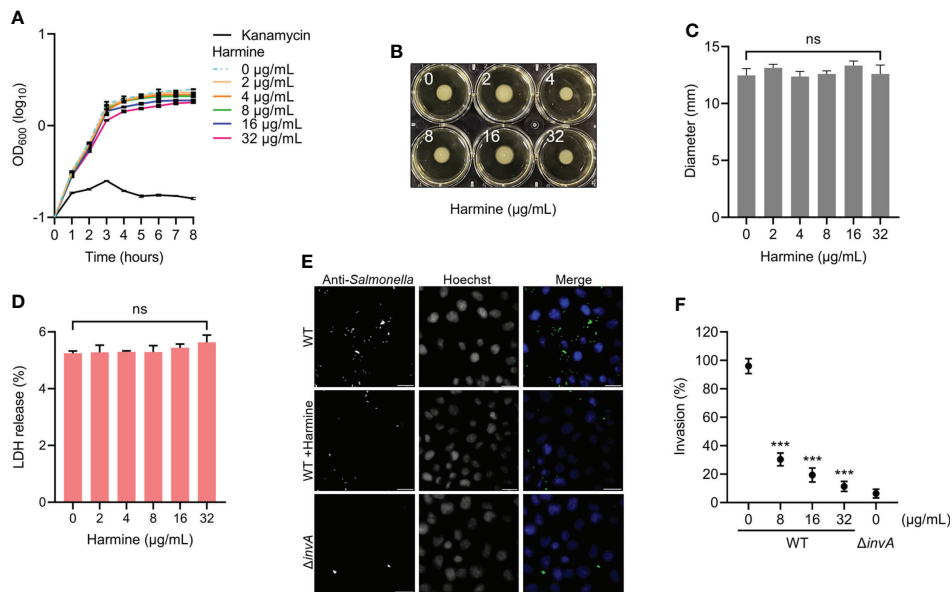 A
OD600 (log10)
1
0
-1
0 1 2 3 4 5 6 7 8
Time (hours)
Kanamycin
Harmine
0 µg/mL
2 µg/mL
4 µg/mL
8 µg/mL
16 µg/mL
32 µg/mL
B
0 2 4
8 16 32
Harmine (µg/mL)
C
ns
Diameter (mm)
15
10
5
0
0 2 4 8 16 32
Harmine (µg/mL)
D
ns
LDH release (%)
6
4
2
0
0 2 4 8 16 32
Harmine (µg/mL)
E
Anti-Salmonella Hoechst Merge
WT
WT +Harmine
ΔinvA
F
Invasion (%)
120
100
80
60
40
20
0
*** *** ***
0 8 16 32 0 (µg/mL)
WT ΔinvA